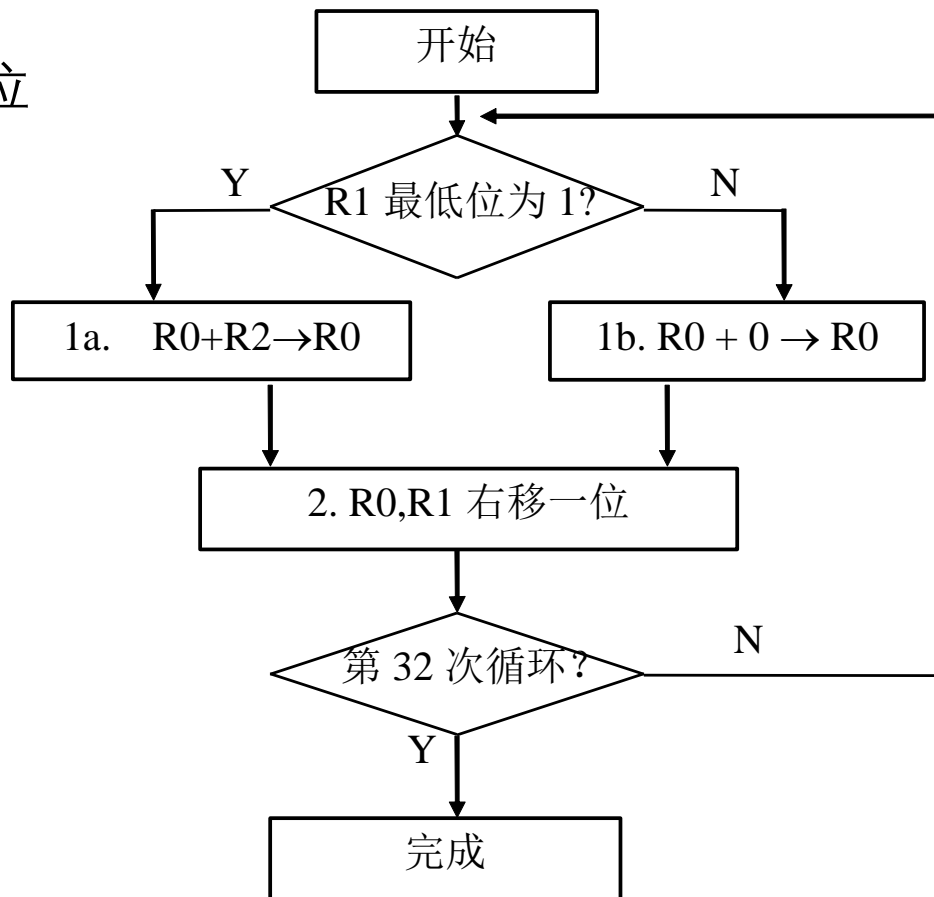 开始
位
Y
R1 最低位为 1?
N
1a. R0+R2→R0
1b. R0 + 0 → R0
2. R0,R1 右移一位
第 32 次循环?
N
Y
完成